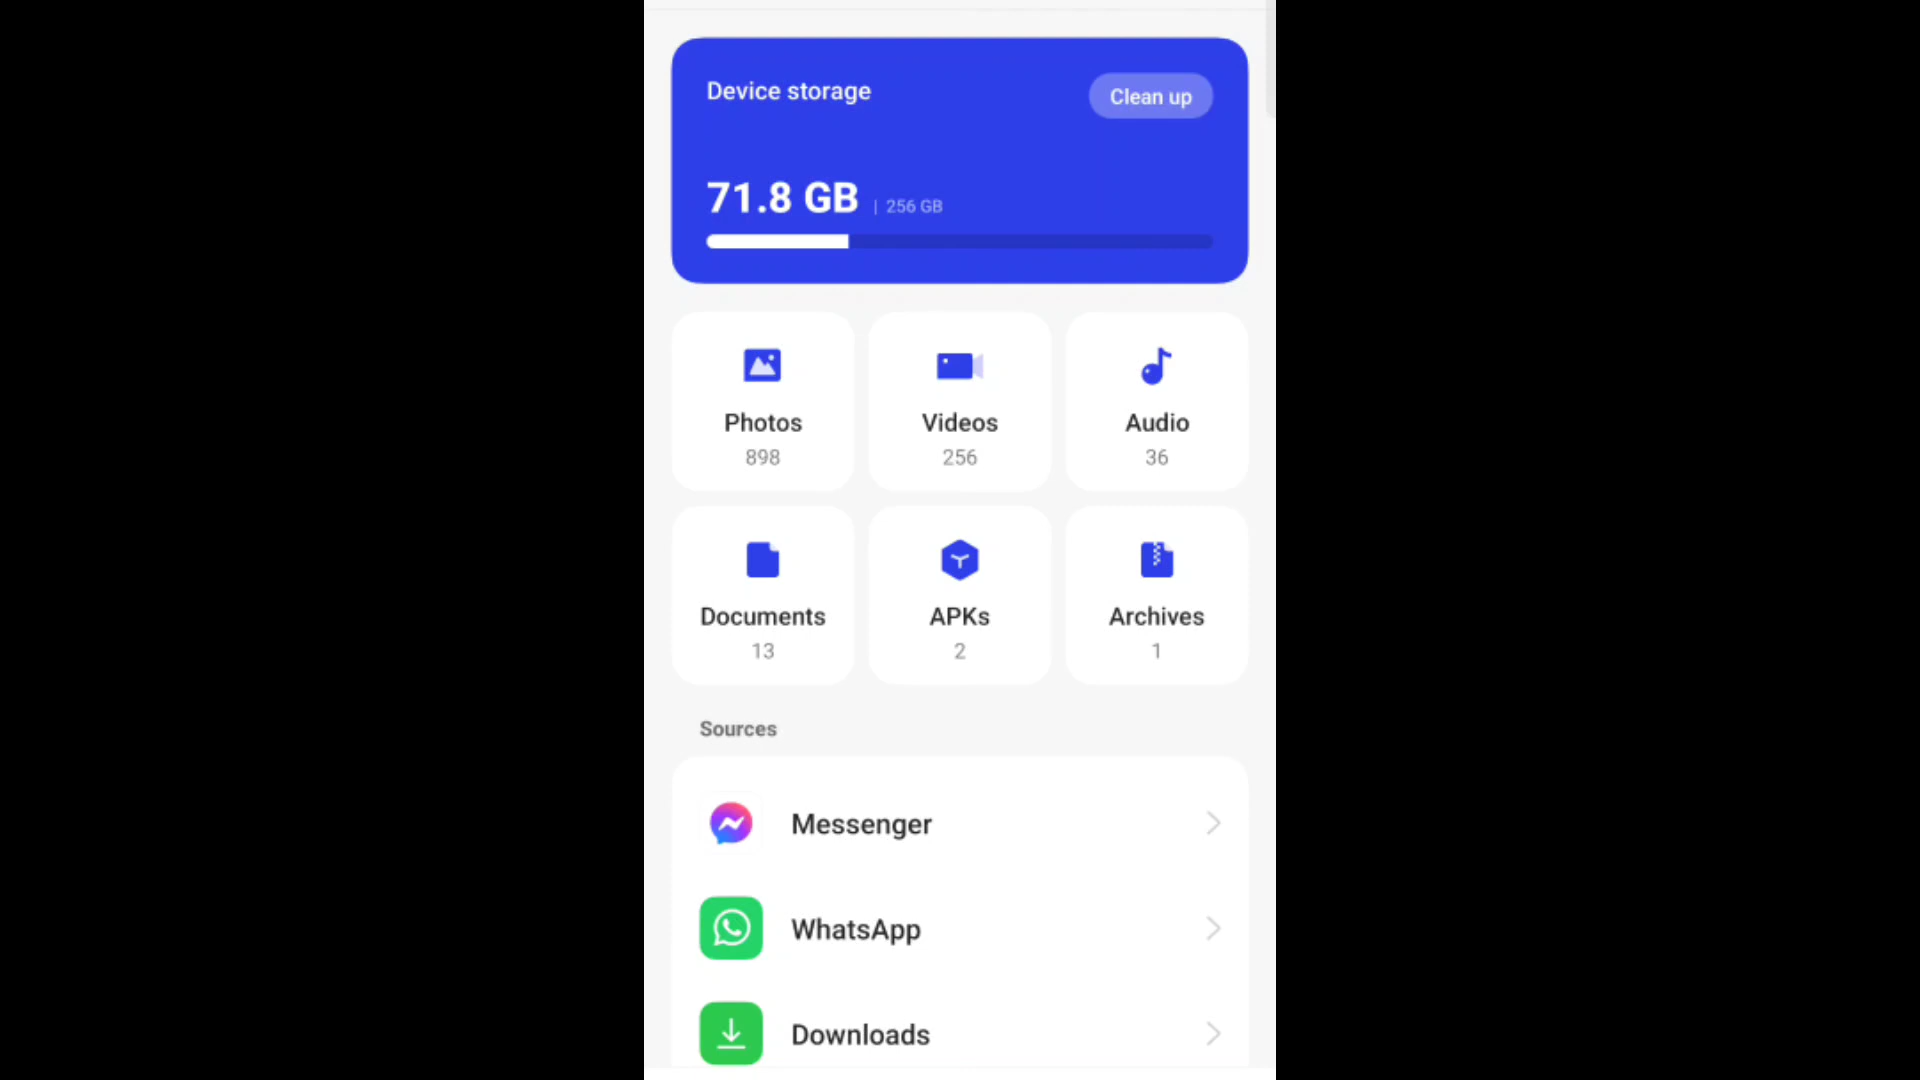 Device storage
Clean up
71.8 GB | 256 GB
Photos
898
Videos
256
Audio
36
Documents
13
APKs
2
Archives
1
Sources
Messenger
WhatsApp
Downloads